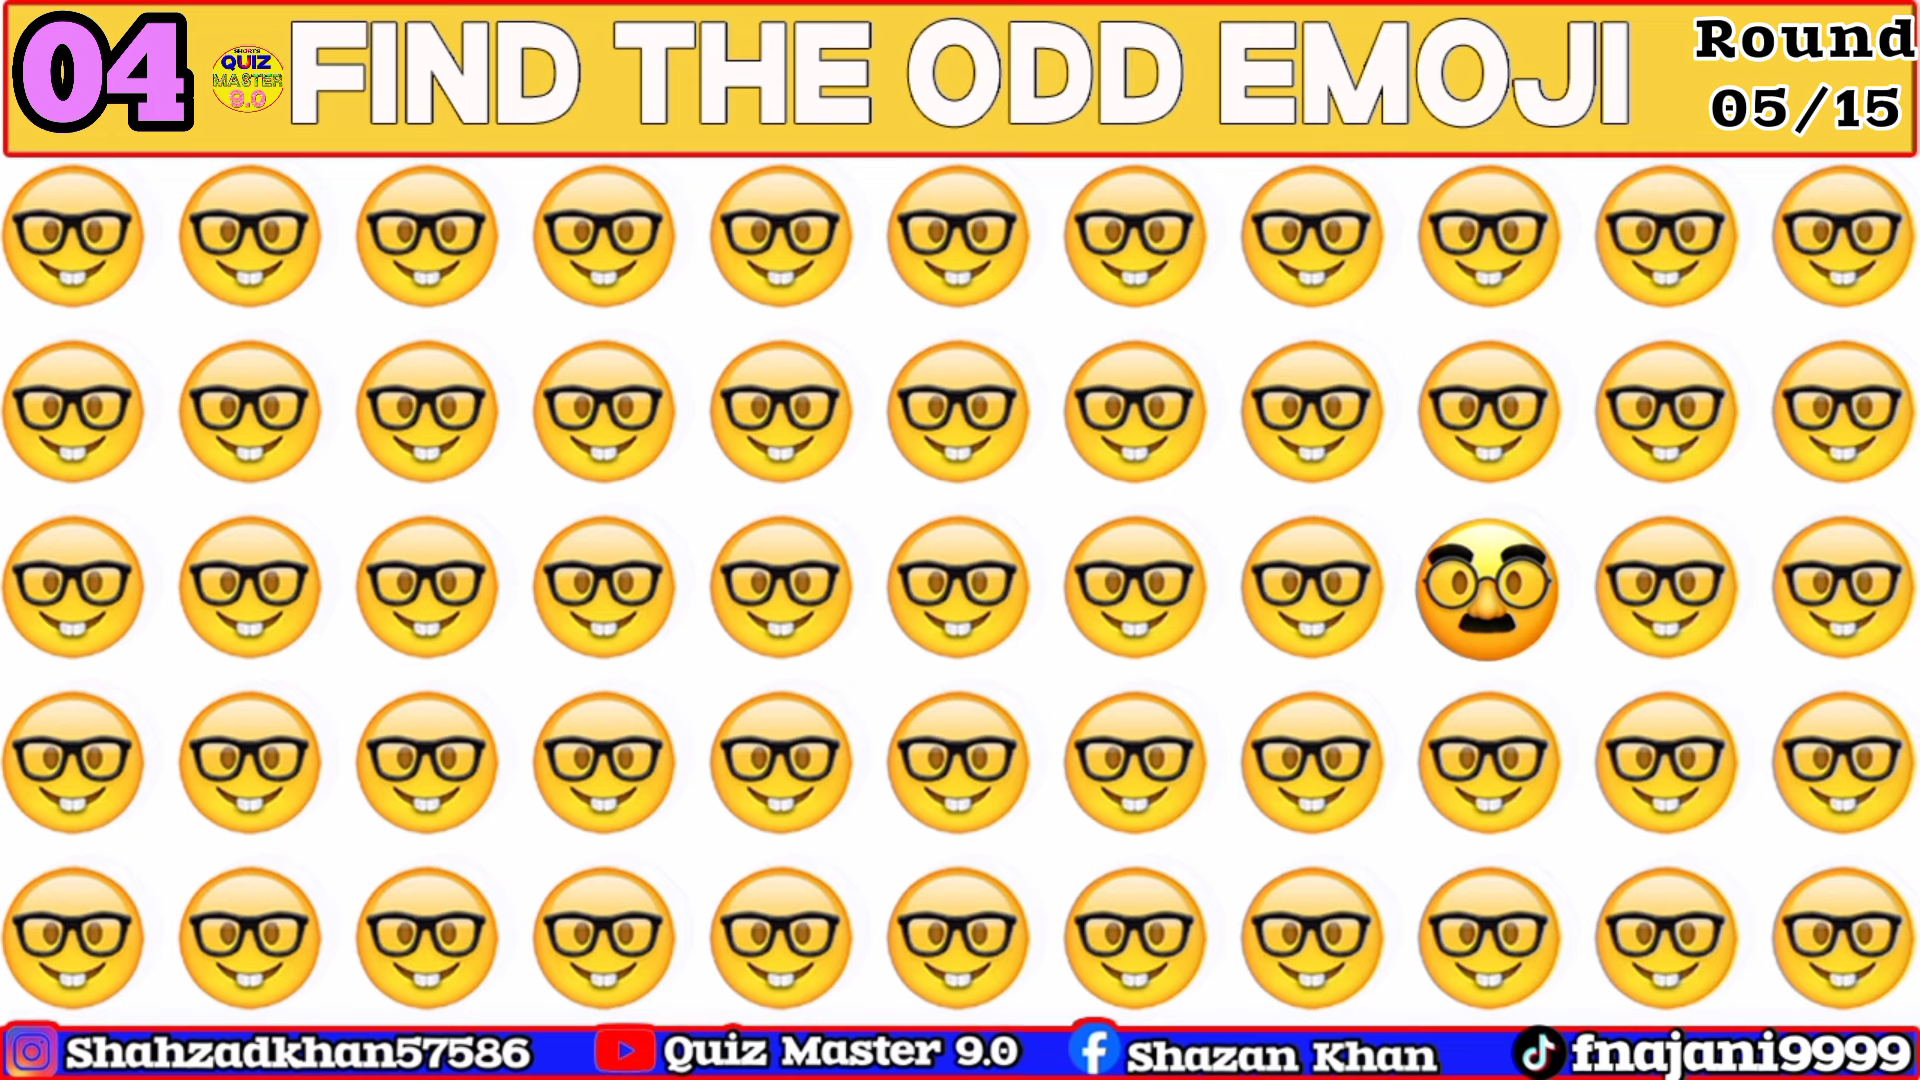 04
SHORTS
QUIZ
MASTER
9.0
FIND THE ODD EMOJI
Round
05/15
Shahzadkhan57586
Quiz Master 9.0
Shazan Khan
fnajani9999